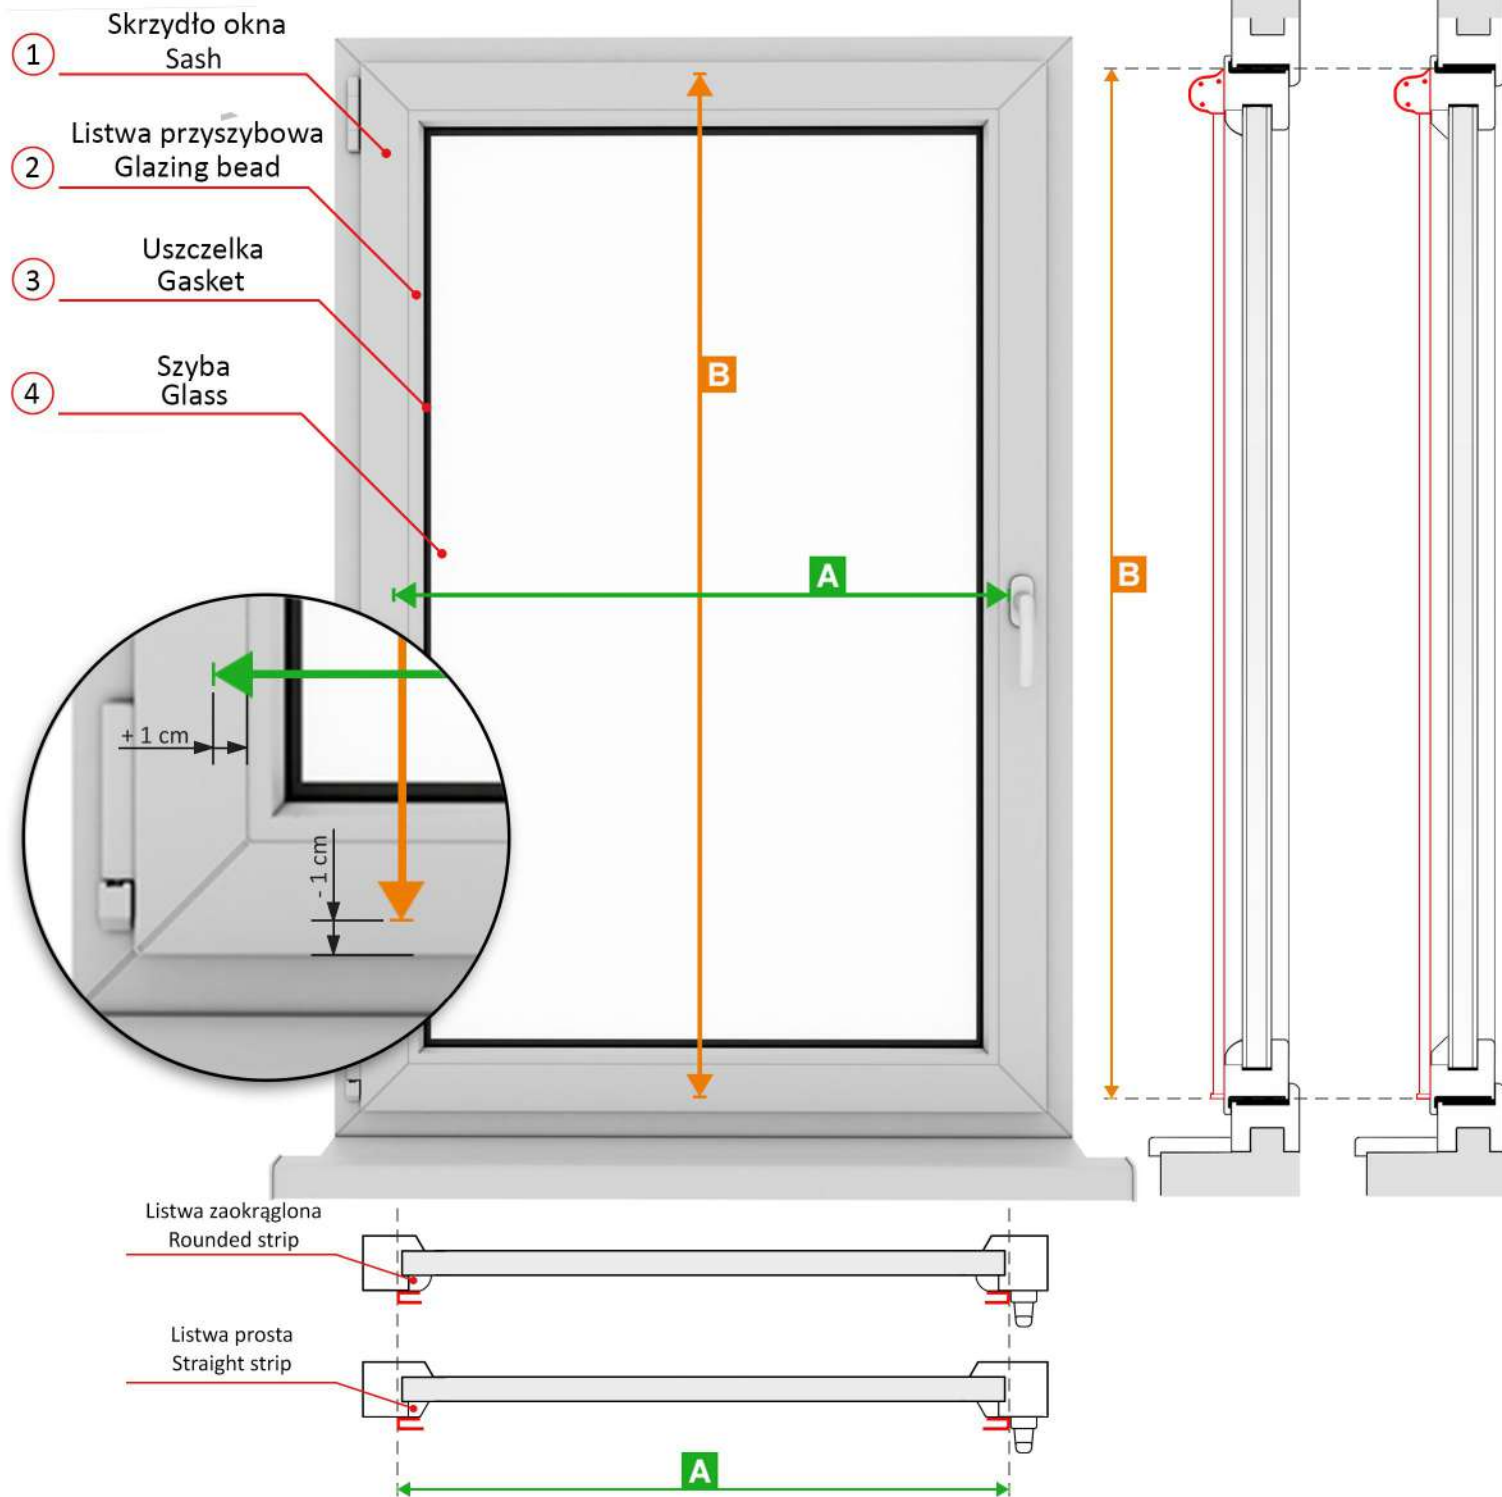 1
Skrzydło okna
Sash
2
Listwa przyszybowa
Glazing bead
3
Uszczelka
Gasket
4
Szyba
Glass
B
B
A
+ 1 cm
- 1 cm
Listwa zaokrąglona
Rounded strip
Listwa prosta
Straight strip
A